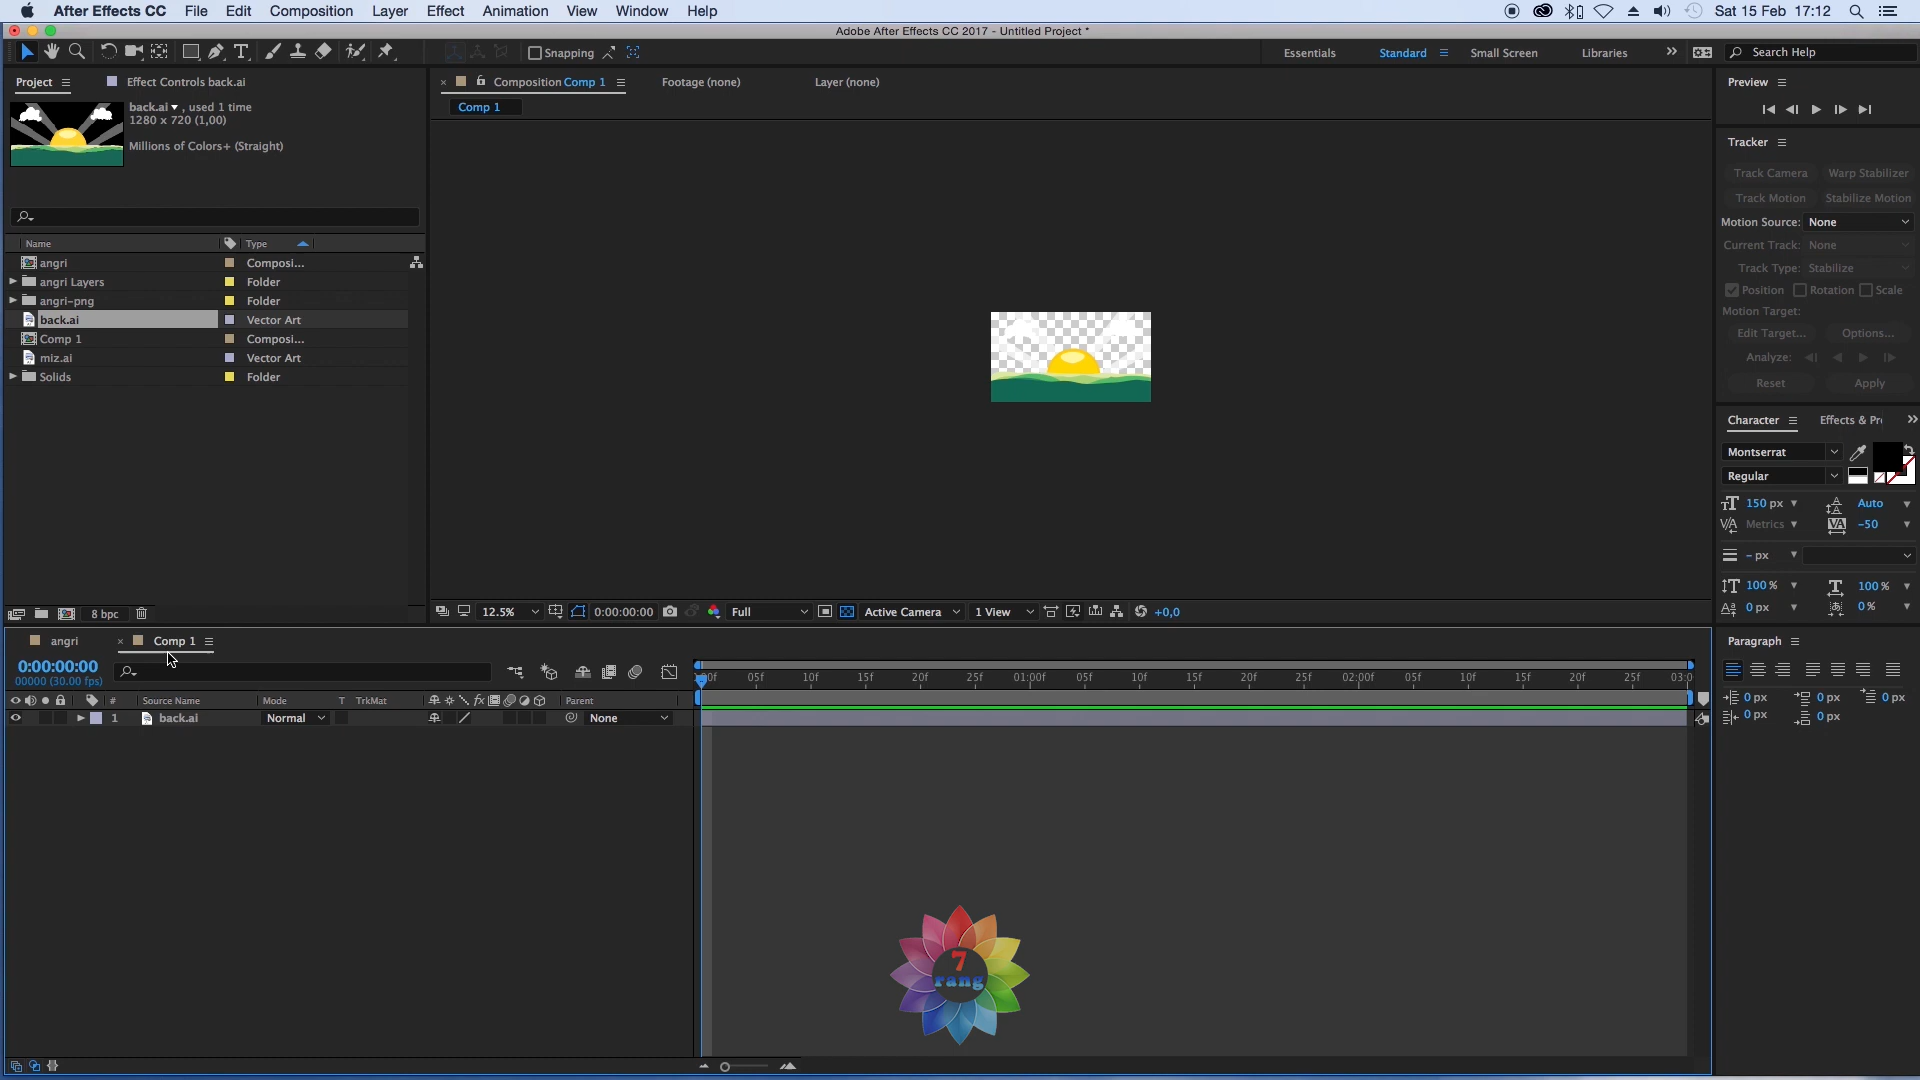 After Effects CC File Edit Composition Layer Effect Animation View Window Help Sat 15 Feb 17:12
Adobe After Effects CC 2017 - Untitled Project *
Snapping Essentials Standard Small Screen Libraries Search Help
Project Effect Controls back.ai
back.ai , used 1 time
1280 x 720 (1,00)
Millions of Colors+ (Straight)
Name Type
angri Composi...
angri Layers Folder
angri-png Folder
back.ai Vector Art
Comp 1 Composi...
miz.ai Vector Art
Solids Folder
8 bpc
Composition Comp 1 Footage (none) Layer (none)
Comp 1
12.5% 0:00:00:00 Full Active Camera 1 View +0,0
Preview
Tracker
Track Camera Warp Stabilizer
Track Motion Stabilize Motion
Motion Source: None
Current Track: None
Track Type: Stabilize
Position Rotation Scale
Motion Target:
Edit Target... Options...
Analyze:
Reset Apply
Character Effects & Pr
Montserrat
Regular
150 px Auto
Metrics -50
- px
100 % 100 %
0 px 0 %
Paragraph
0 px 0 px 0 px
0 px 0 px
angri Comp 1
0:00:00:00
00000 (30.00 fps)
# Source Name Mode T TrkMat Parent
1 back.ai Normal None
05f 10f 15f 20f 25f 01:00f 05f 10f 15f 20f 25f 02:00f 05f 10f 15f 20f 25f 03:0
7
rang